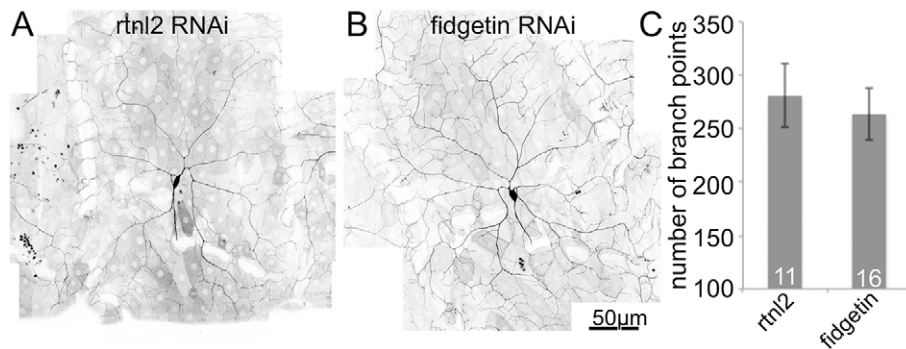 A rtnl2 RNAi
B fidgetin RNAi
50µm
C
number of branch points
350
300
250
200
150
100
11
16
rtnl2
fidgetin